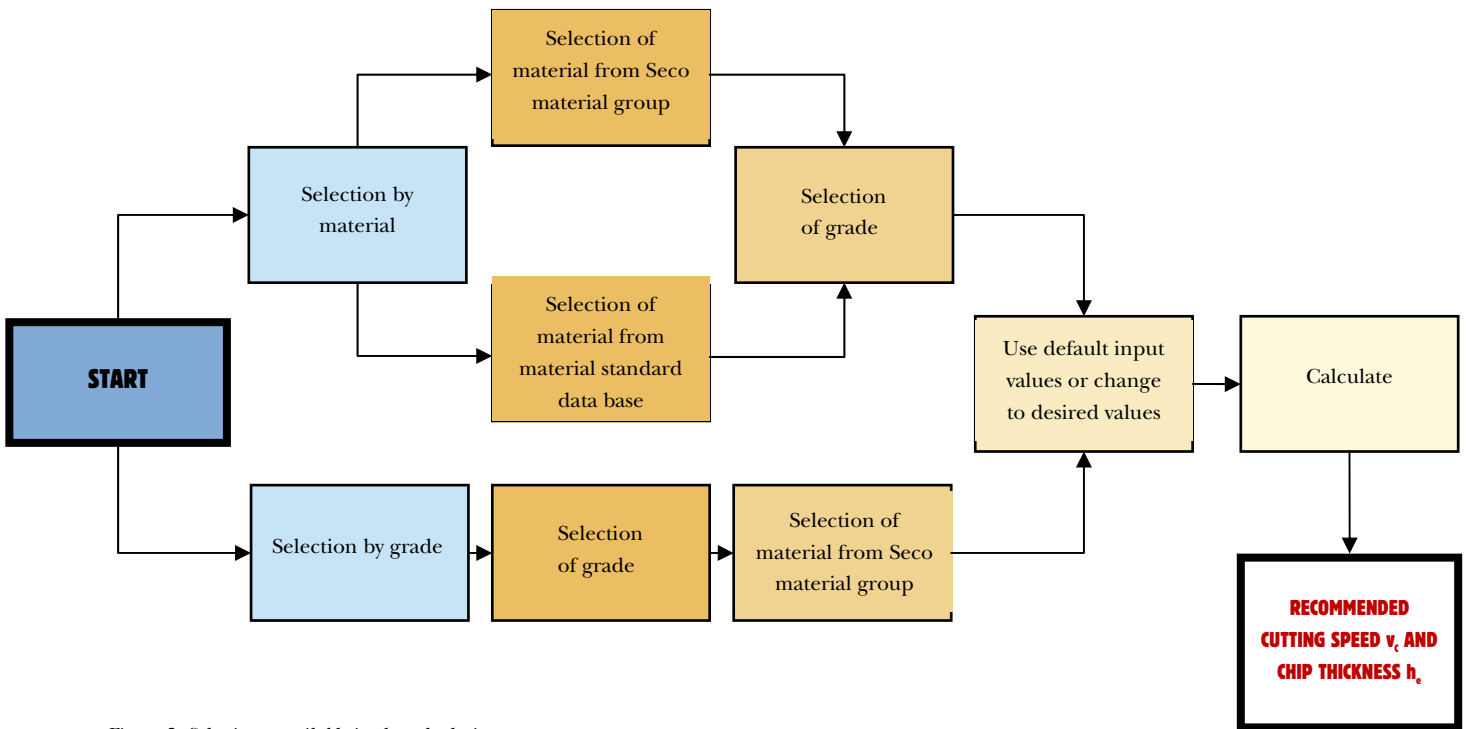 Selection of
material from Seco
material group
Selection by
material
Selection
of grade
Selection of
material from
material standard
data base
START
Use default input
values or change
to desired values
Calculate
Selection by grade
Selection
of grade
Selection of
material from Seco
material group
RECOMMENDED
CUTTING SPEED vc AND
CHIP THICKNESS he